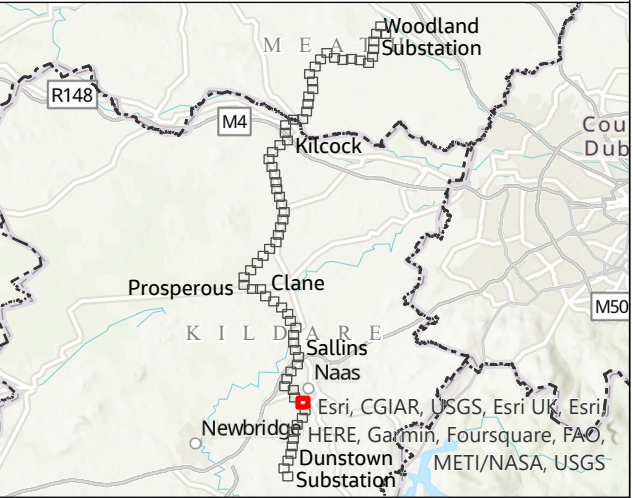 Woodland
Substation
MEATH
R148
M4
Cou
Dub
Kilcock
Prosperous
Clane
M50
KILDARE
Sallins
Naas
Esri, CGIAR, USGS, Esri UK, Esri,
Newbridge
HERE, Garmin, Foursquare, FAO,
METI/NASA, USGS
Dunstown
Substation